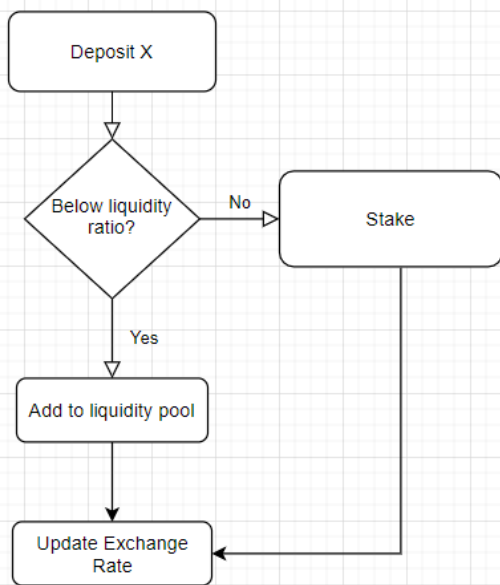 Deposit X
Below liquidity
ratio?
No
Stake
Yes
Add to liquidity pool
Update Exchange
Rate